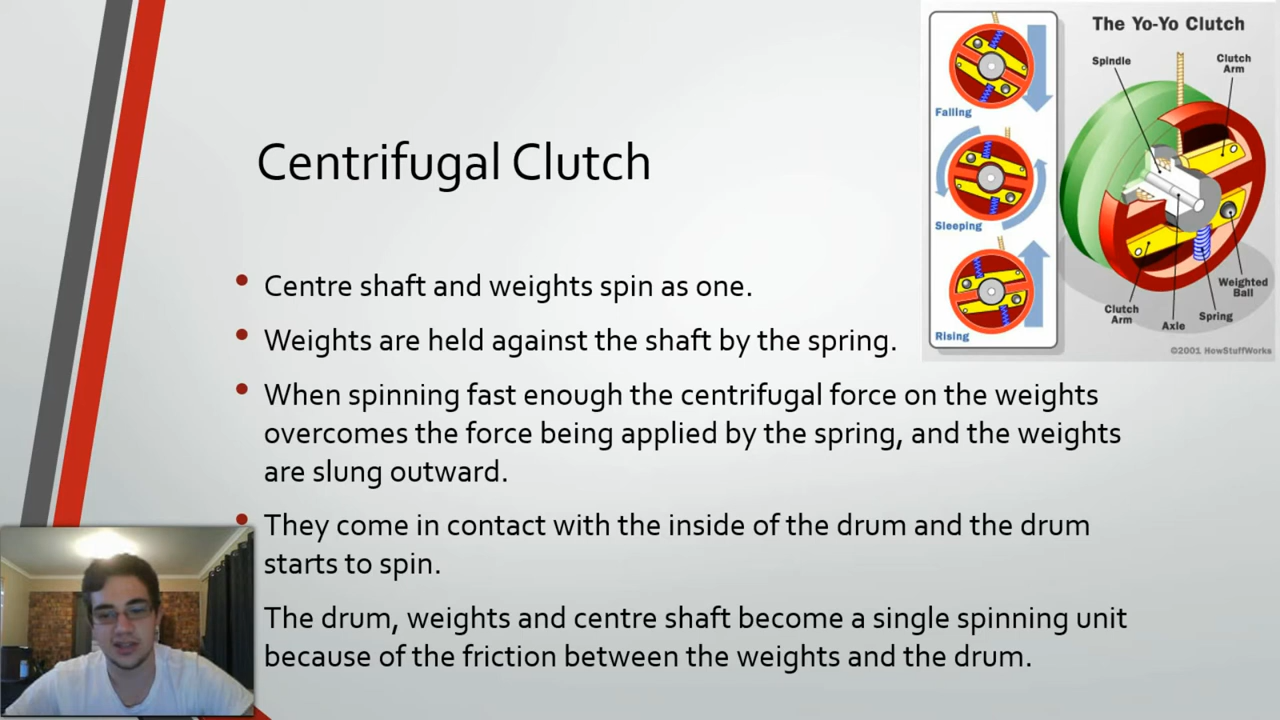 Centrifugal Clutch
• Centre shaft and weights spin as one.
• Weights are held against the shaft by the spring.
• When spinning fast enough the centrifugal force on the weights
overcomes the force being applied by the spring, and the weights
are slung outward.
• They come in contact with the inside of the drum and the drum
starts to spin.
The drum, weights and centre shaft become a single spinning unit
because of the friction between the weights and the drum.
The Yo-Yo Clutch
Falling
Sleeping
Rising
Spindle
Clutch
Arm
Clutch
Arm
Axle
Spring
Weighted
Ball
©2001 HowStuffWorks